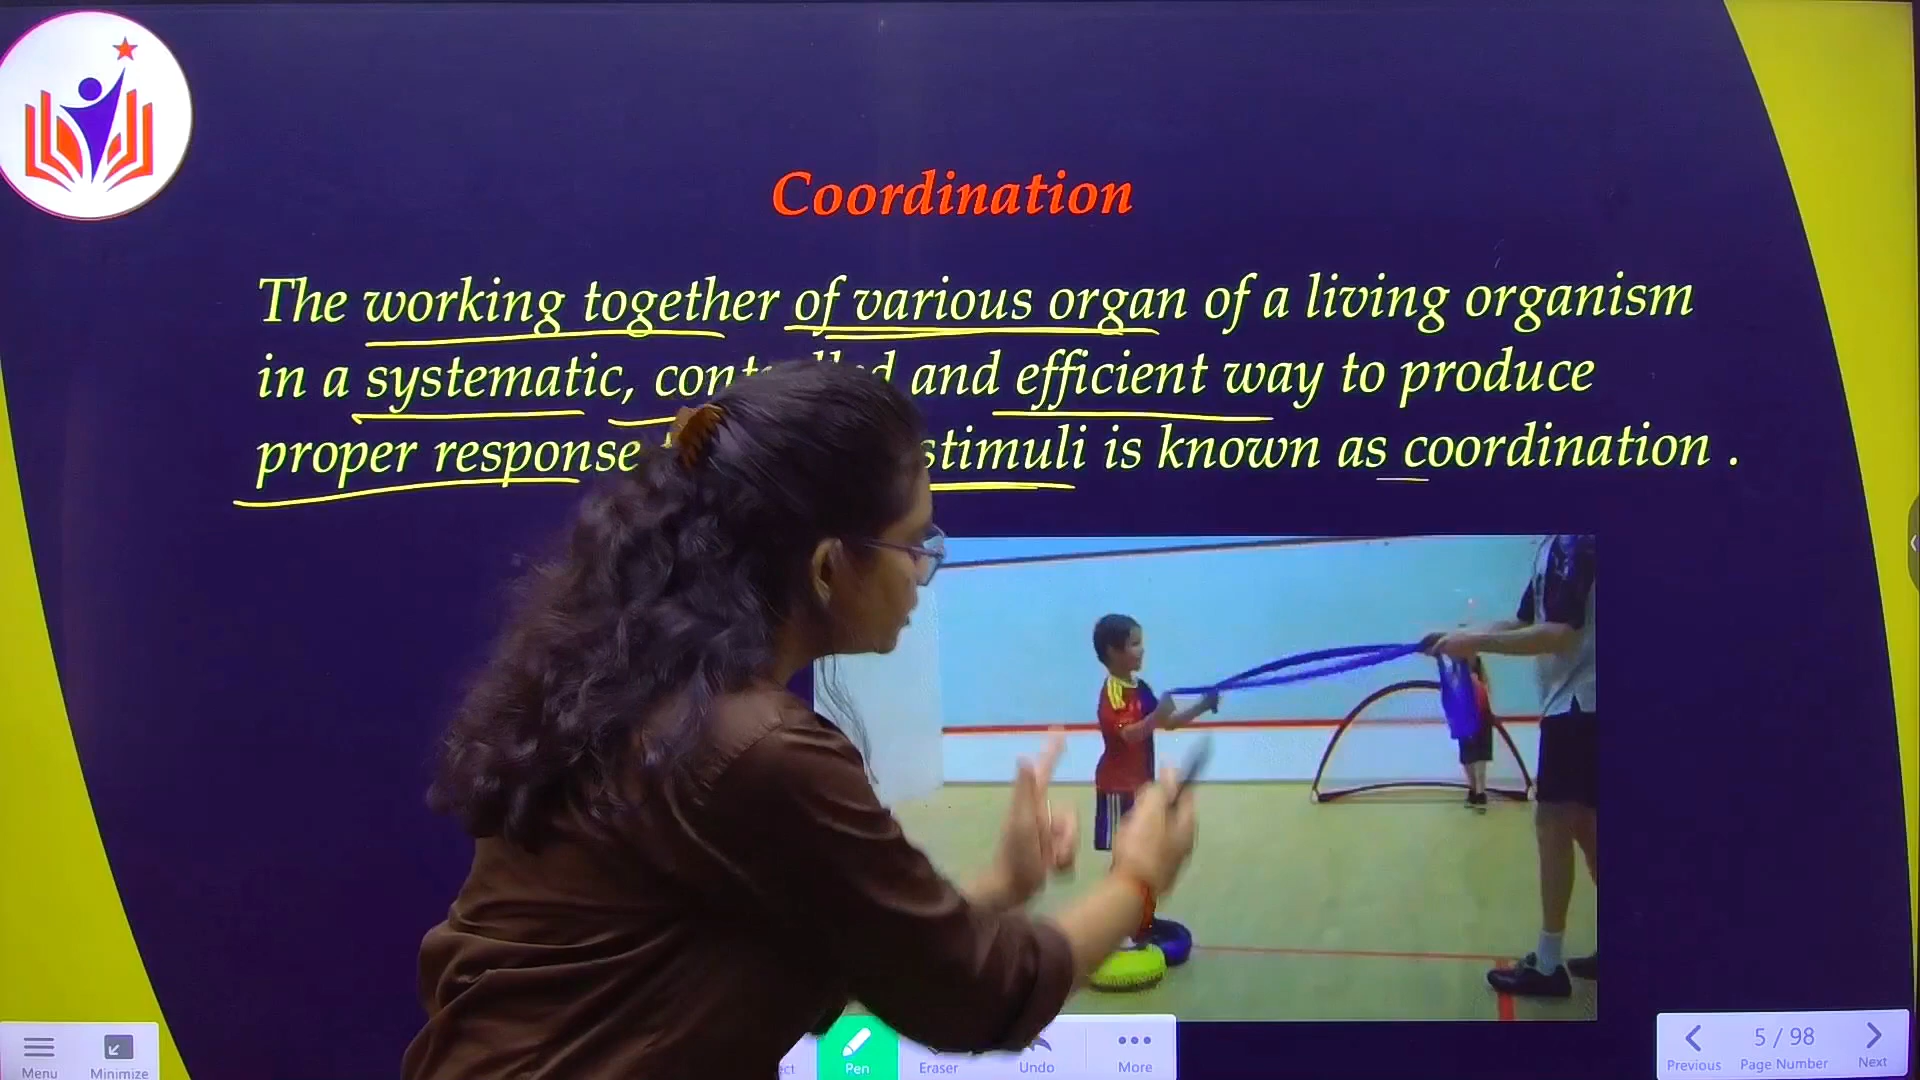 Coordination
The working together of various organ of a living organism
in a systematic, controlled and efficient way to produce
proper response stimuli is known as coordination .
Menu
Minimize
Pen
Eraser
Undo
More
Previous
5 / 98
Page Number
Next